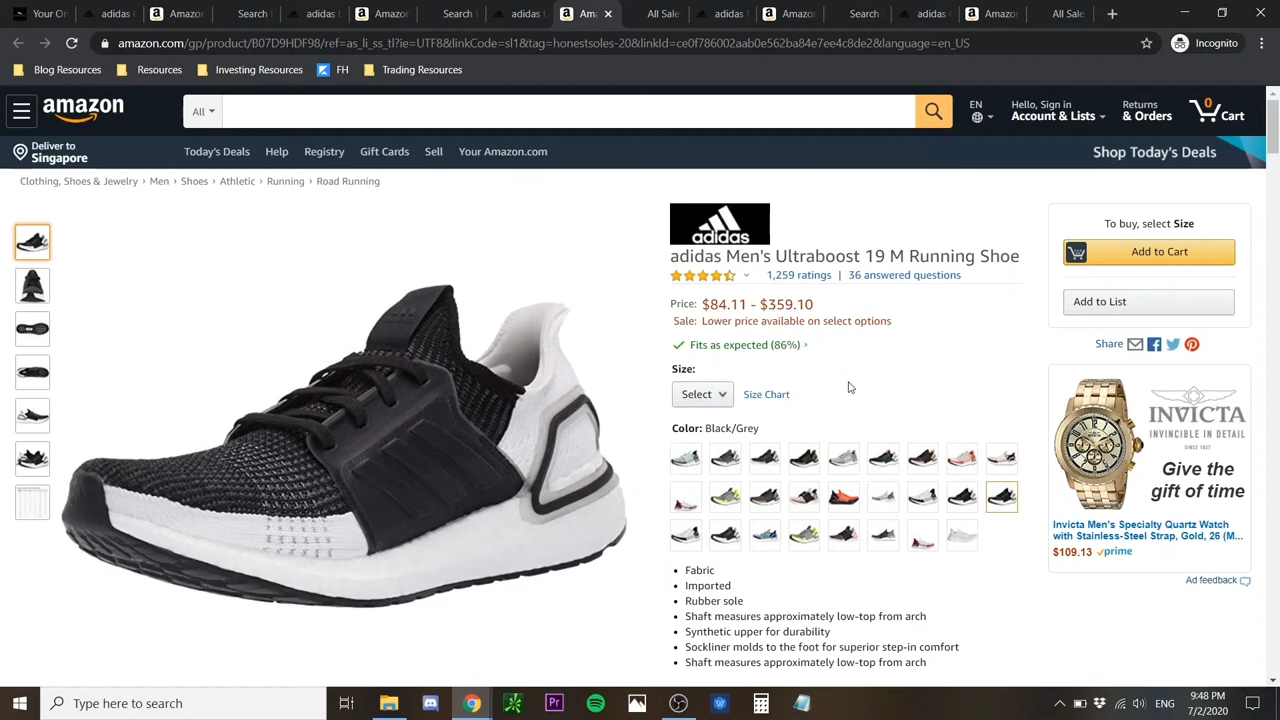 Your On
adidas L
Amazon
Search
adidas L
Road R
Amazo
Search
adidas U
Am
All Sale
adidas
Amazon
Search
adidas
Amazon
All Sale
amazon.com/gp/product/B07D9HDF98/ref=as_li_ss_tl?ie=UTF8&linkCode=sl1&tag=honestsoles-20&linkId=ce0f786002aab0e562ba84e7ee4c8de2&language=en_US
Incognito
Blog Resources
Resources
Investing Resources
FH
Trading Resources
amazon
All
EN
Hello, Sign in
Account & Lists
Returns
& Orders
0
Cart
Deliver to
Singapore
Today's Deals
Help
Registry
Gift Cards
Sell
Your Amazon.com
Shop Today's Deals
Clothing, Shoes & Jewelry › Men › Shoes › Athletic › Running › Road Running
adidas
adidas Men's Ultraboost 19 M Running Shoe
1,259 ratings | 36 answered questions
Price: $84.11 - $359.10
Sale: Lower price available on select options
Fits as expected (86%) ›
Size:
Select
Size Chart
Color: Black/Grey
Fabric
Imported
Rubber sole
Shaft measures approximately low-top from arch
Synthetic upper for durability
Sockliner molds to the foot for superior step-in comfort
Shaft measures approximately low-top from arch
To buy, select Size
Add to Cart
Add to List
Share
INVICTA
INVINCIBLE IN DETAIL
SINCE 1837
Give the
gift of time
Invicta Men's Specialty Quartz Watch
with Stainless-Steel Strap, Gold, 26 (M...
$109.13 prime
Ad feedback
Type here to search
ENG
9:48 PM
7/2/2020